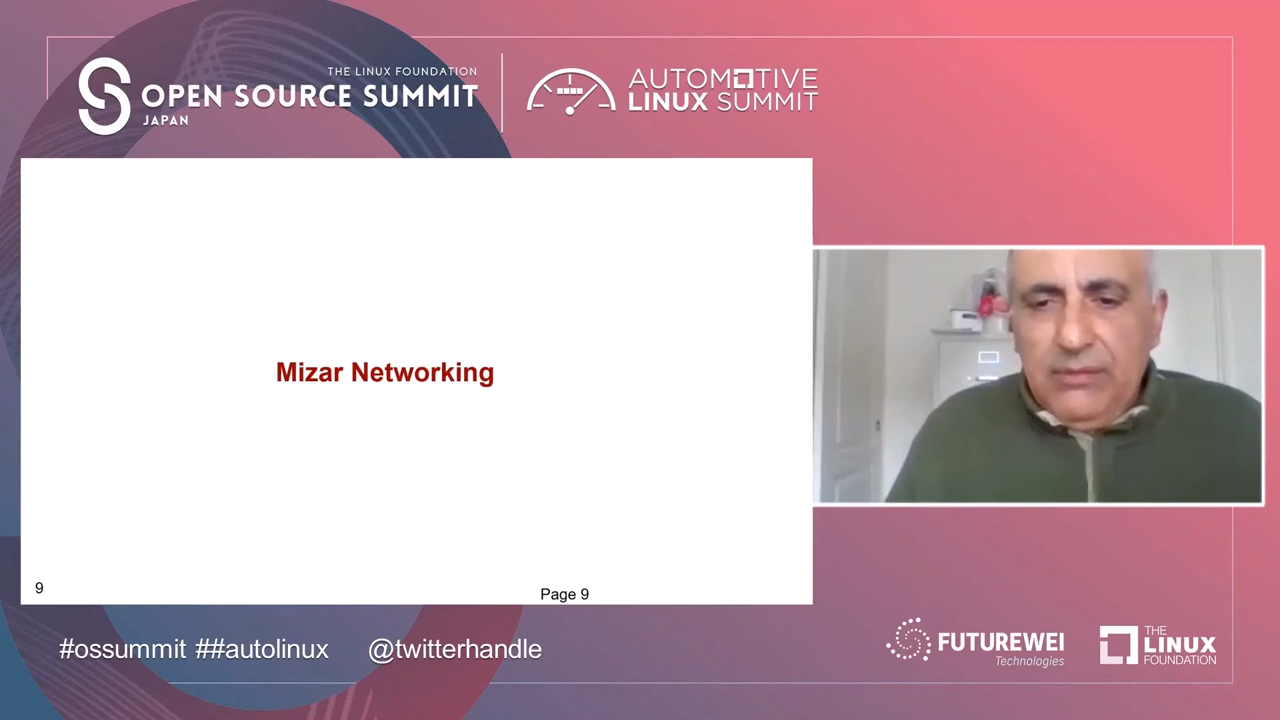 THE LINUX FOUNDATION
OPEN SOURCE SUMMIT
JAPAN
AUTOMOTIVE
LINUX SUMMIT
Mizar Networking
9
Page 9
#ossummit ##autolinux @twitterhandle
FUTUREWEI
Technologies
THE
LINUX
FOUNDATION